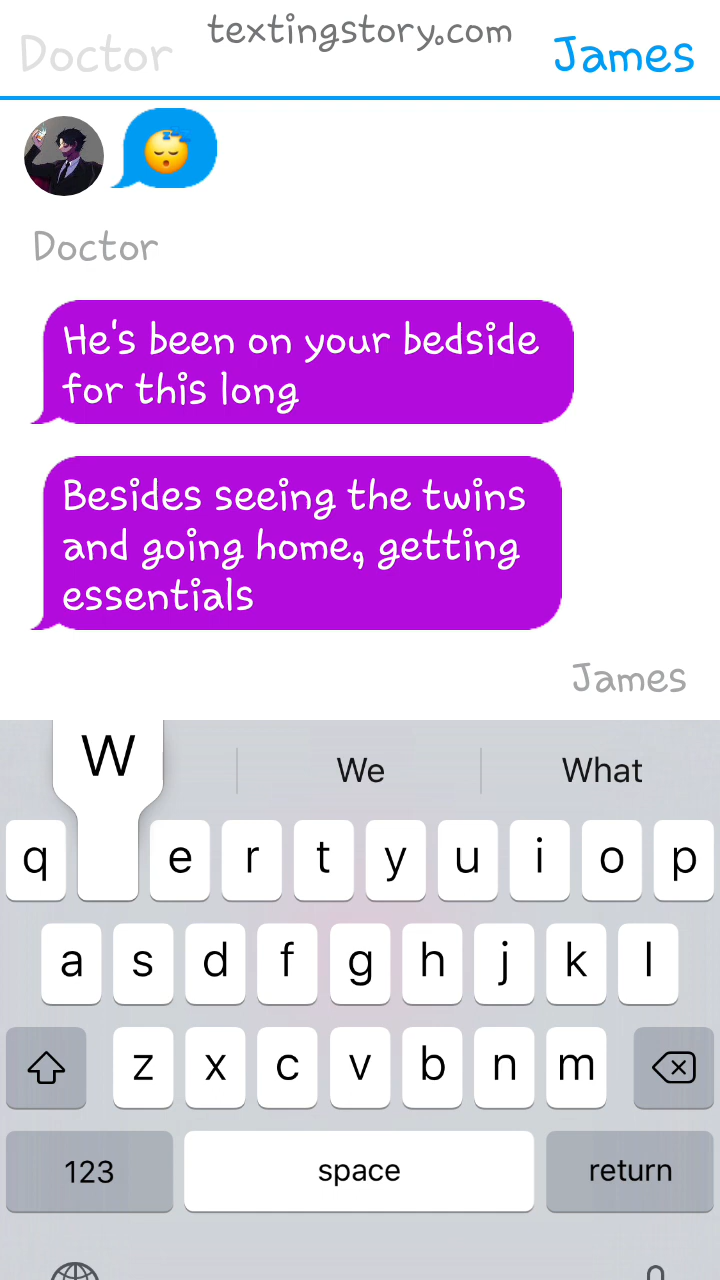 textingstory.com
Doctor
James
Doctor
He's been on your bedside
for this long
Besides seeing the twins
and going home, getting
essentials
James
W
We
What
q e r t y u i o p
a s d f g h j k l
z x c v b n m
123
space
return